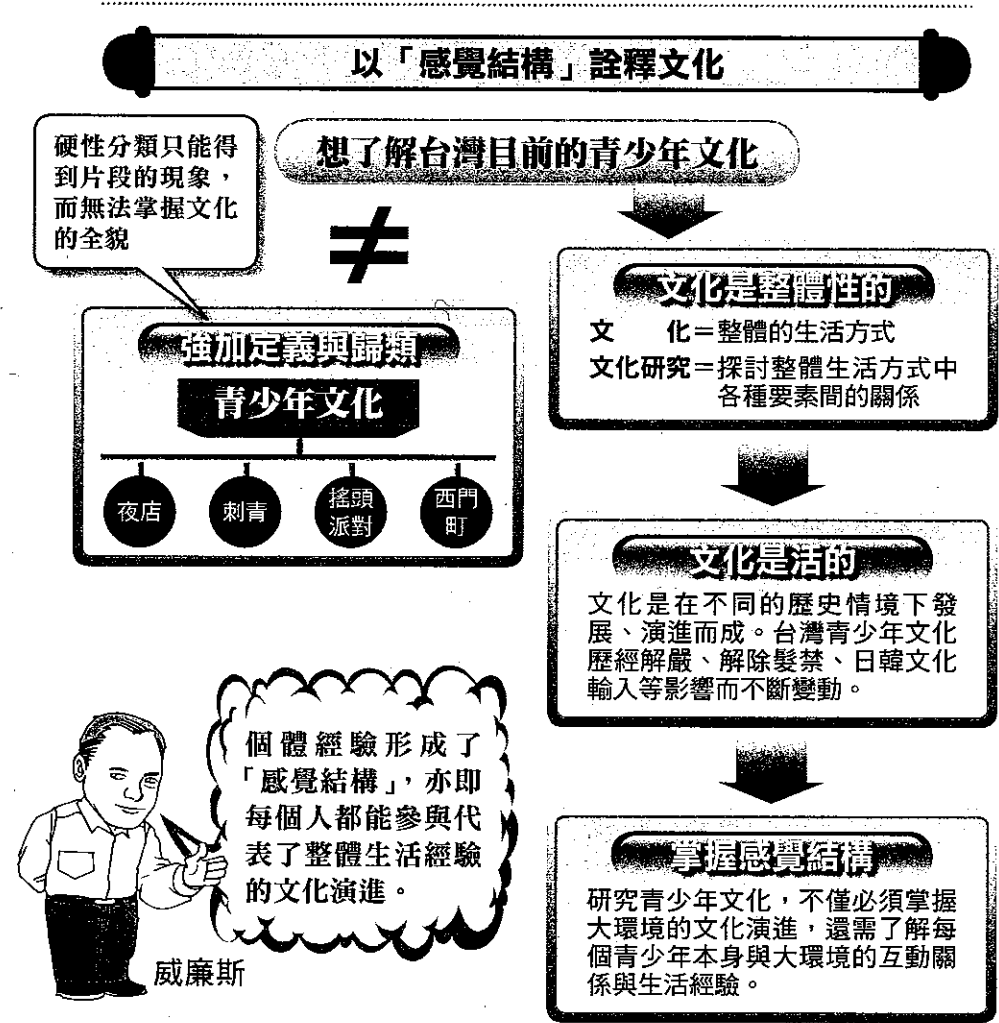 以「感覺結構」詮釋文化
想了解台灣目前的青少年文化
硬性分類只能得
到片段的現象，
而無法掌握文化
的全貌
≠
強加定義與歸類
青少年文化
夜店
刺青
搖頭
派對
西門
町
文化是整體性的
文　　化＝整體的生活方式
文化研究＝探討整體生活方式中
各種要素間的關係
文化是活的
文化是在不同的歷史情境下發
展、演進而成。台灣青少年文化
歷經解嚴、解除髮禁、日韓文化
輸入等影響而不斷變動。
掌握感覺結構
研究青少年文化，不僅必須掌握
大環境的文化演進，還需了解每
個青少年本身與大環境的互動關
係與生活經驗。
個體經驗形成了
「感覺結構」，亦即
每個人都能參與代
表了整體生活經驗
的文化演進。
威廉斯